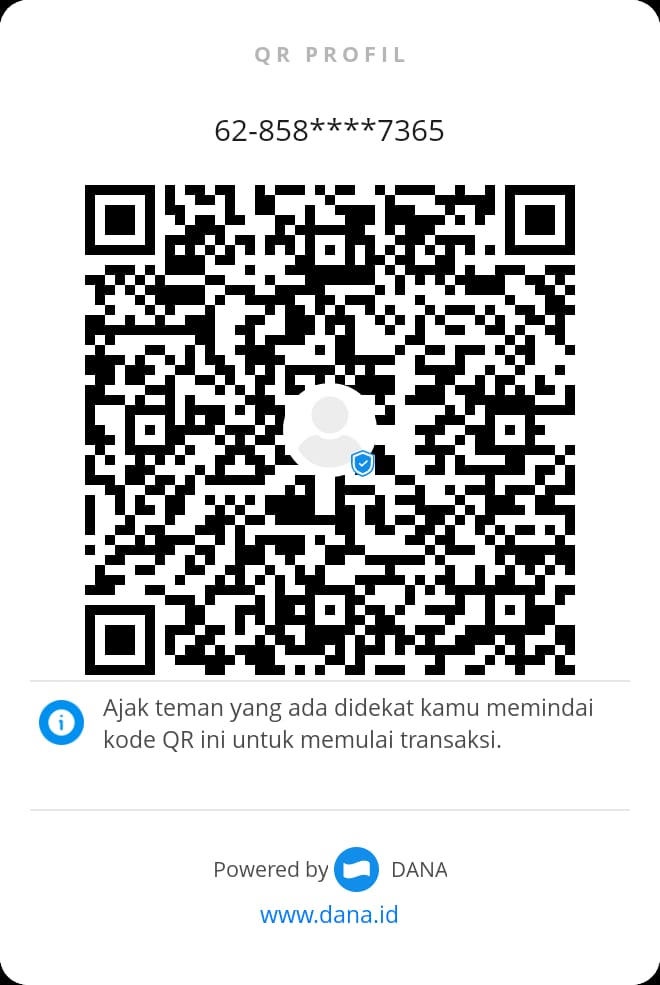 QR PROFIL
62-858****7365
Ajak teman yang ada didekat kamu memindai
kode QR ini untuk memulai transaksi.
Powered by DANA
www.dana.id